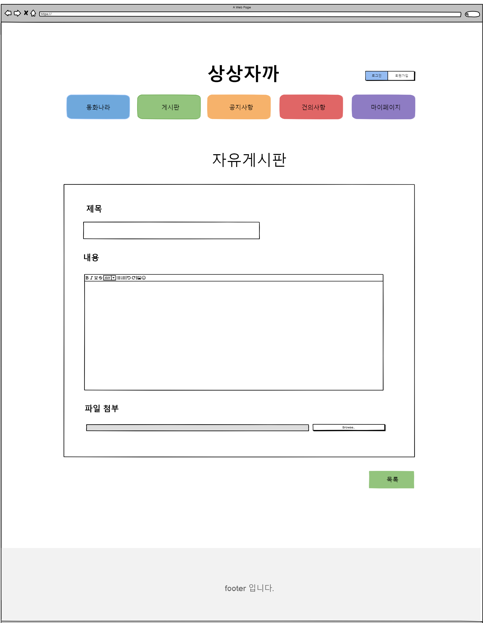 A Web Page
https://
상상자까
로그인 회원가입
동화나라 게시판 공지사항 건의사항 마이페이지
자유게시판
제목
내용
B I U S
파일 첨부
Browse...
목록
footer 입니다.